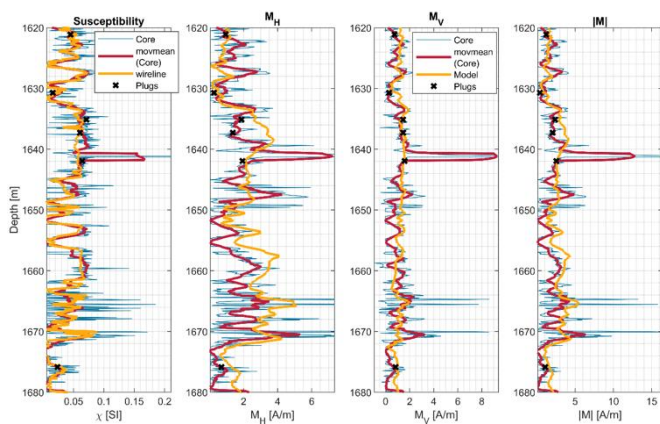 Susceptibility
M_H
M_V
|M|
1620
1630
1640
1650
1660
1670
1680
Depth [m]
0
0.05
0.1
0.15
0.2
χ [SI]
Core
movmean
(Core)
wireline
Plugs
1620
1630
1640
1650
1660
1670
1680
2
4
6
M_H [A/m]
Core
movmean
(Core)
Model
Plugs
1620
1630
1640
1650
1660
1670
1680
0
2
4
6
8
M_V [A/m]
1620
1630
1640
1650
1660
1670
1680
0
5
10
15
|M| [A/m]